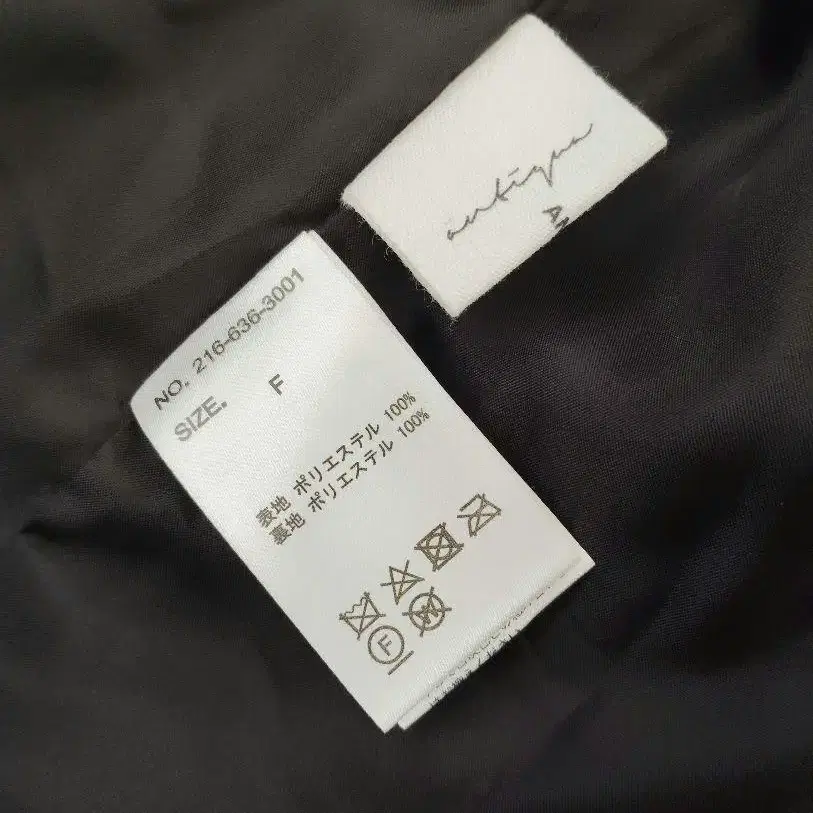 antiqua
NO. 216-636-3001
SIZE. F
表地 ポリエステル 100%
裏地 ポリエステル 100%
F
W